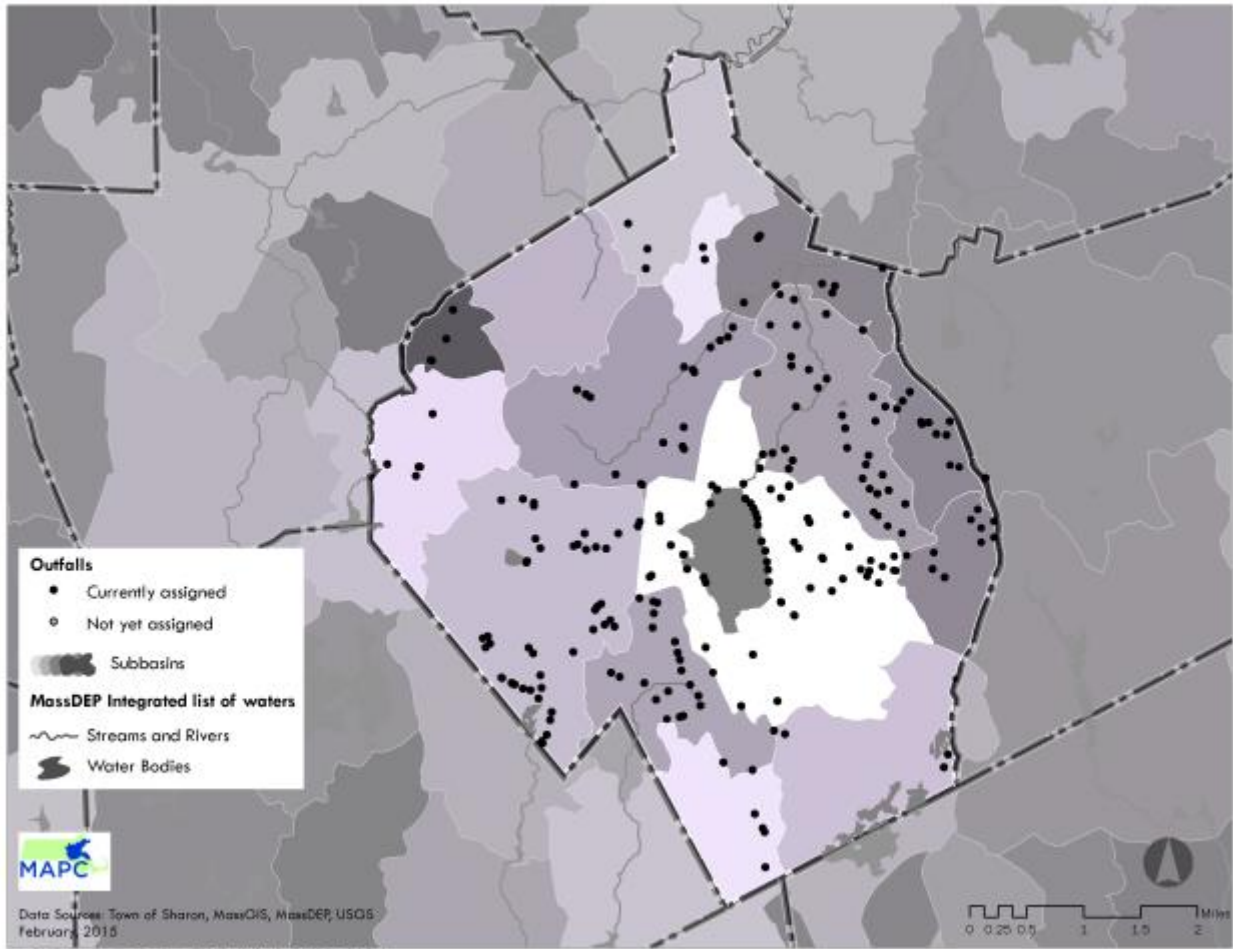 Outfalls
Currently assigned
Not yet assigned
Subbasins
MassDEP Integrated list of waters
Streams and Rivers
Water Bodies
MAPC
Data Sources: Town of Sharon, MassGIS, MassDEP, USGS
February, 2015
Miles
0 0.25 0.5 1 1.5 2